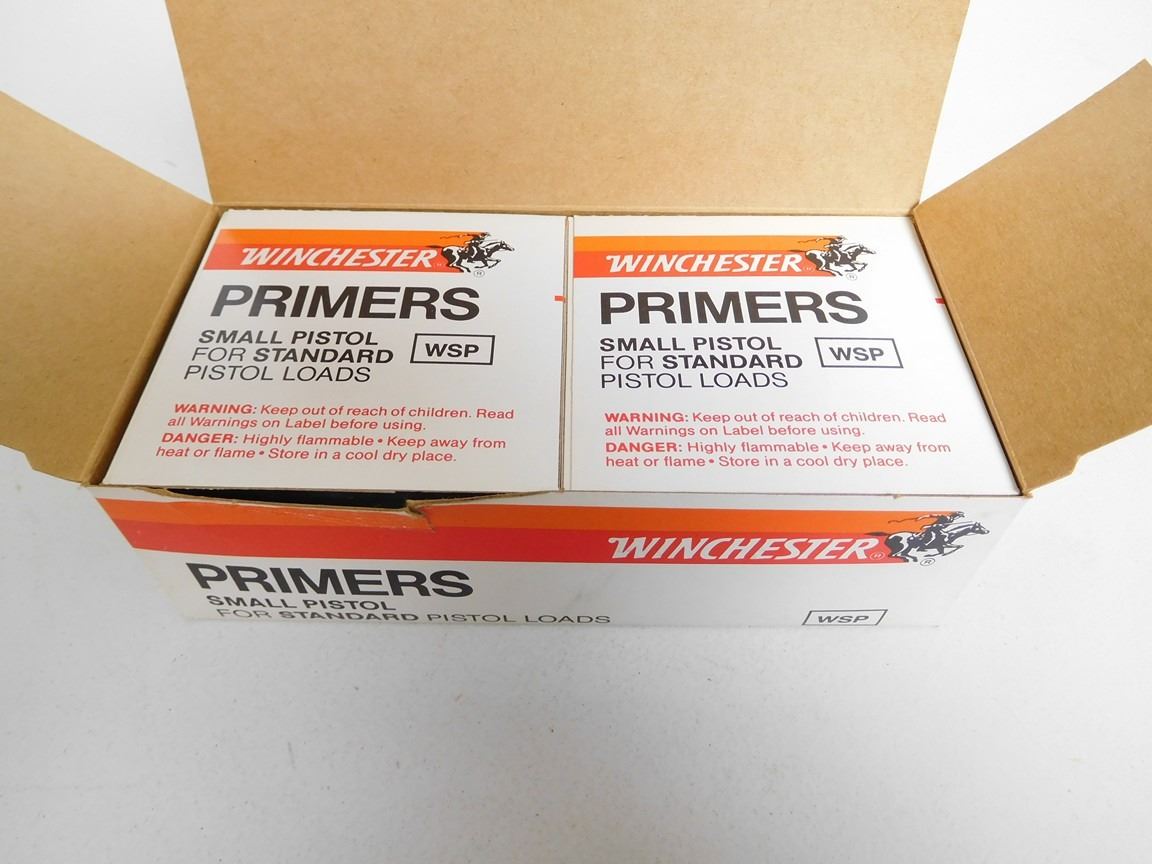 WINCHESTER ®
PRIMERS
SMALL PISTOL
FOR STANDARD
PISTOL LOADS
WSP
WARNING: Keep out of reach of children. Read
all Warnings on Label before using.
DANGER: Highly flammable • Keep away from
heat or flame • Store in a cool dry place.
WINCHESTER ®
PRIMERS
SMALL PISTOL
FOR STANDARD
PISTOL LOADS
WSP
WARNING: Keep out of reach of children. Read
all Warnings on Label before using.
DANGER: Highly flammable • Keep away from
heat or flame • Store in a cool dry place.
WINCHESTER® ®
PRIMERS
SMALL PISTOL
FOR STANDARD PISTOL LOADS
WSP